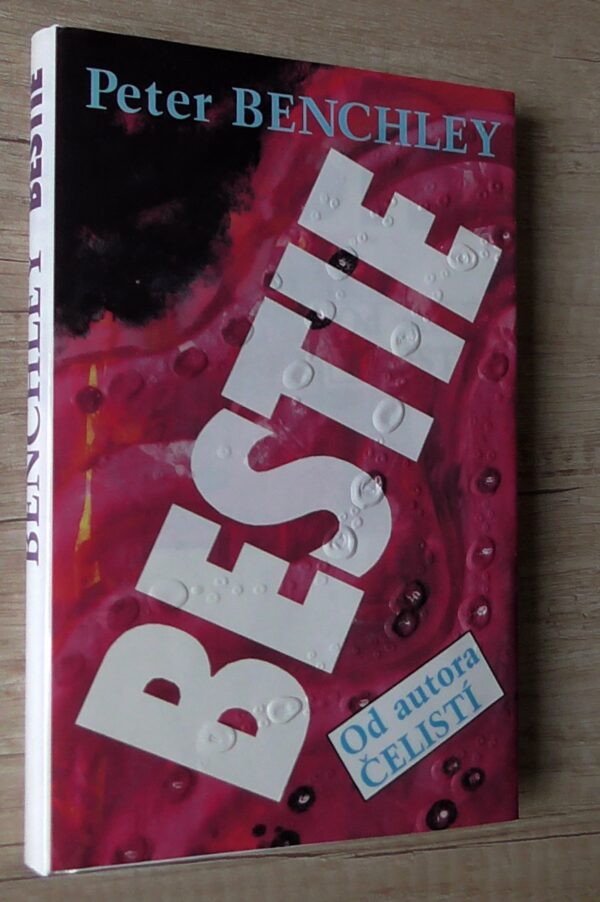 Peter BENCHLEY
BESTIE
Od autora
ČELISTÍ
BENCHLEY BESTIE